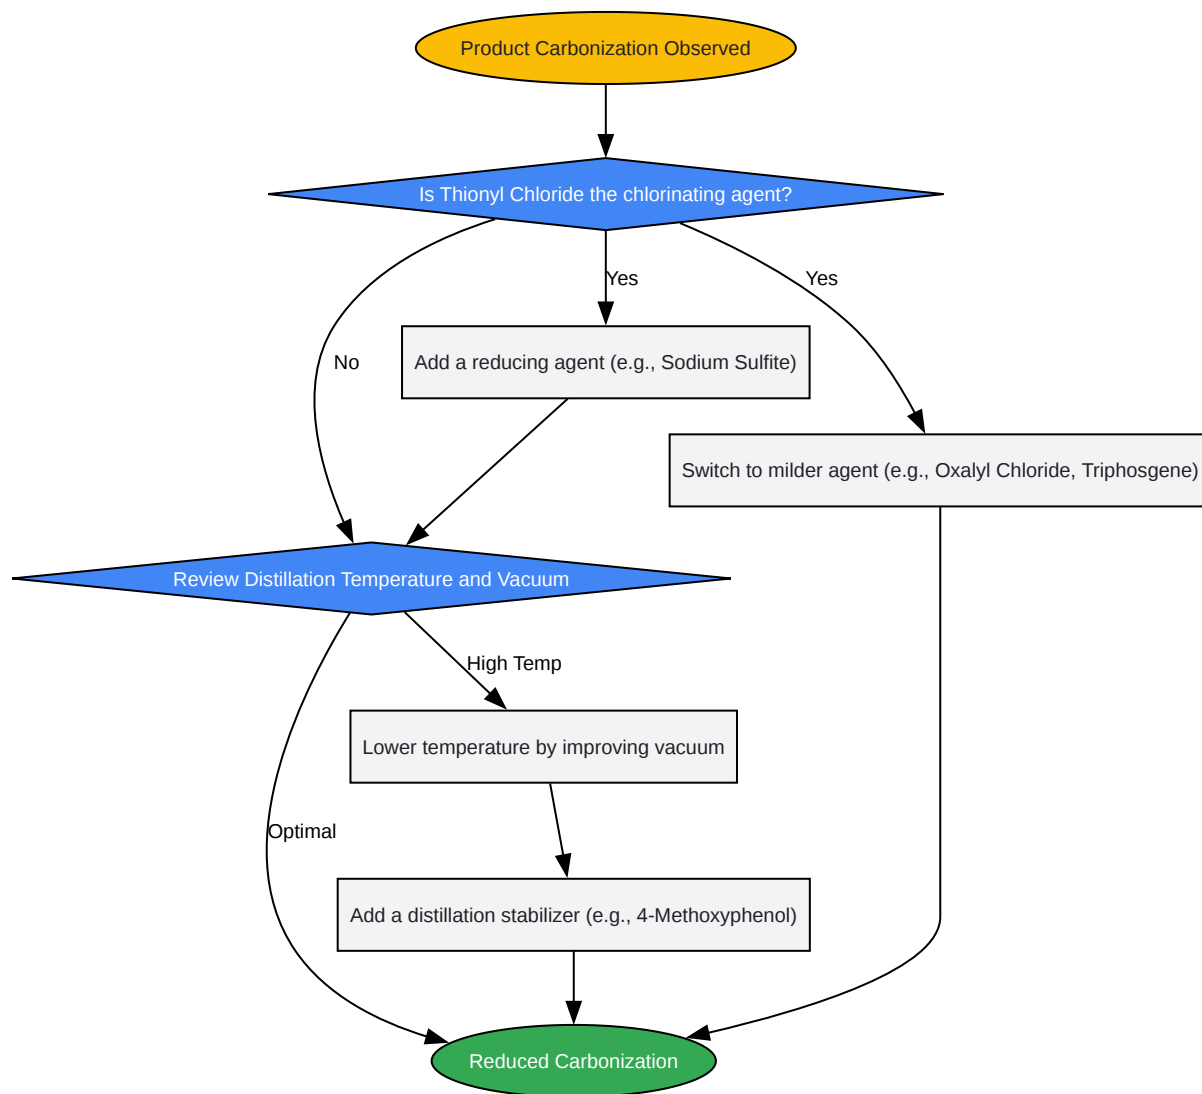 Product Carbonization Observed
Is Thionyl Chloride the chlorinating agent?
Yes
Yes
No
Add a reducing agent (e.g., Sodium Sulfite)
Switch to milder agent (e.g., Oxalyl Chloride, Triphosgene)
Review Distillation Temperature and Vacuum
High Temp
Lower temperature by improving vacuum
Optimal
Add a distillation stabilizer (e.g., 4-Methoxyphenol)
Reduced Carbonization